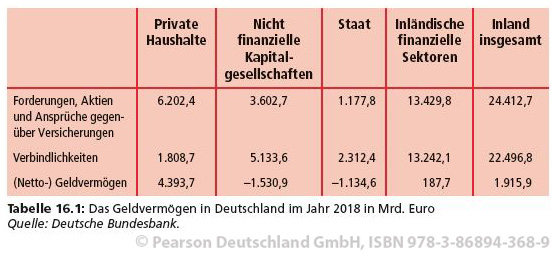 Private Haushalte | Nicht finanzielle Kapital-gesellschaften | Staat | Inländische finanzielle Sektoren | Inland insgesamt
Forderungen, Aktien und Ansprüche gegen-über Versicherungen | 6.202,4 | 3.602,7 | 1.177,8 | 13.429,8 | 24.412,7
Verbindlichkeiten | 1.808,7 | 5.133,6 | 2.312,4 | 13.242,1 | 22.496,8
(Netto-) Geldvermögen | 4.393,7 | –1.530,9 | –1.134,6 | 187,7 | 1.915,9
Tabelle 16.1: Das Geldvermögen in Deutschland im Jahr 2018 in Mrd. Euro
Quelle: Deutsche Bundesbank.
© Pearson Deutschland GmbH, ISBN 978-3-86894-368-9